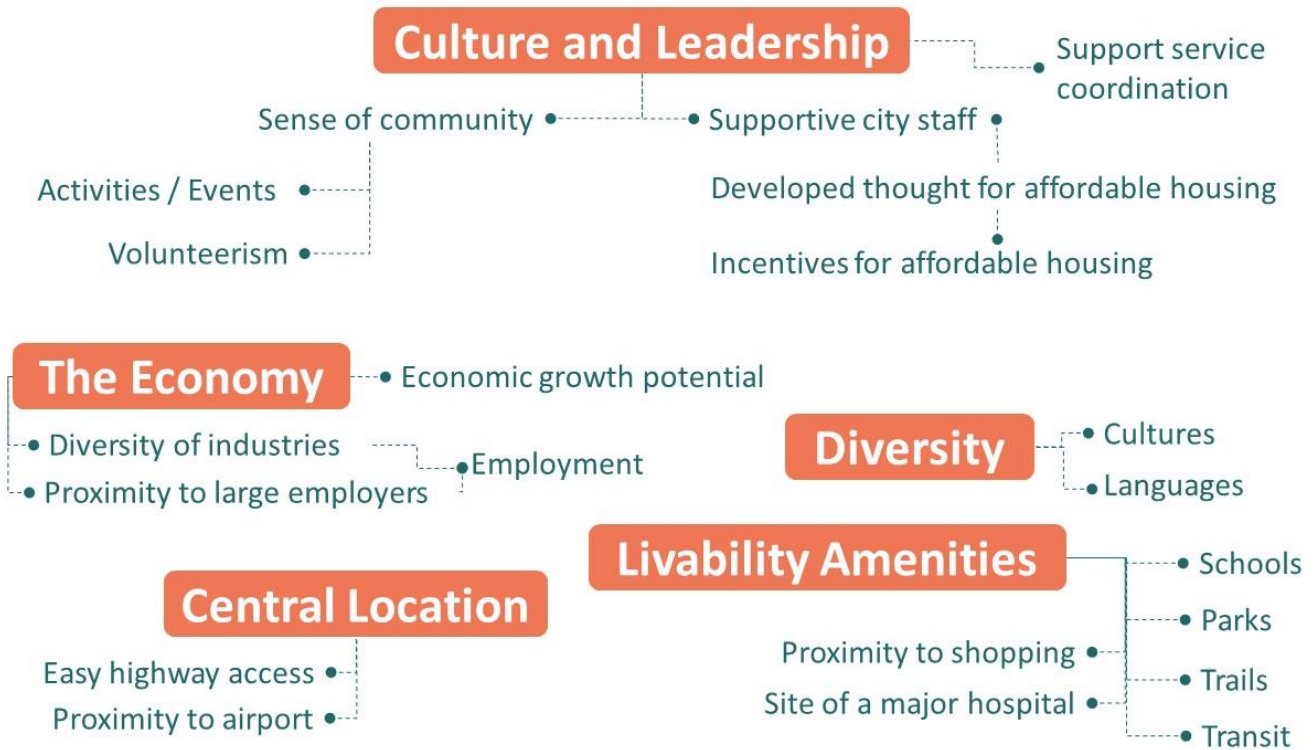 Culture and Leadership
Support service
coordination
Sense of community
Supportive city staff
Activities / Events
Developed thought for affordable housing
Volunteerism
Incentives for affordable housing
The Economy
Economic growth potential
Diversity of industries
Employment
Proximity to large employers
Diversity
Cultures
Languages
Livability Amenities
Schools
Parks
Proximity to shopping
Trails
Site of a major hospital
Transit
Central Location
Easy highway access
Proximity to airport